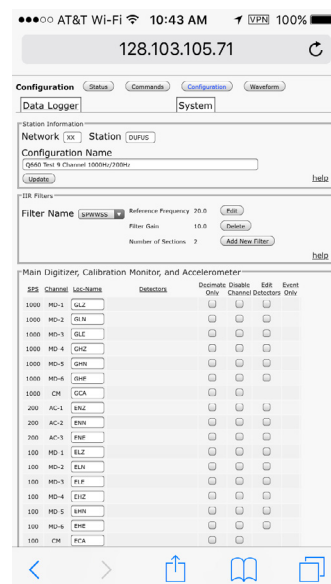 AT&T Wi-Fi 10:43 AM VPN 100%
128.103.105.71
Configuration Status Commands Configuration Waveform
Data Logger System
Station Information
Network XX Station DUFUS
Configuration Name
Q660 Test 9 Channel 1000Hz/200Hz
Update help
IIR Filters
Filter Name SPWWSS Reference Frequency 20.0 Edit
Filter Gain 10.0 Delete
Number of Sections 2 Add New Filter
help
Main Digitizer, Calibration Monitor, and Accelerometer
SPS Channel Loc-Name Detectors Decimate Only Disable Channel Edit Detectors Event Only
1000 MD-1 GLZ
1000 MD-2 GLN
1000 MD-3 GLE
1000 MD-4 GHZ
1000 MD-5 GHN
1000 MD-6 GHE
1000 CM GCA
200 AC-1 ENZ
200 AC-2 ENN
200 AC-3 ENE
100 MD-1 ELZ
100 MD-2 ELN
100 MD-3 ELE
100 MD-4 EHZ
100 MD-5 EHN
100 MD-6 EHE
100 CM ECA